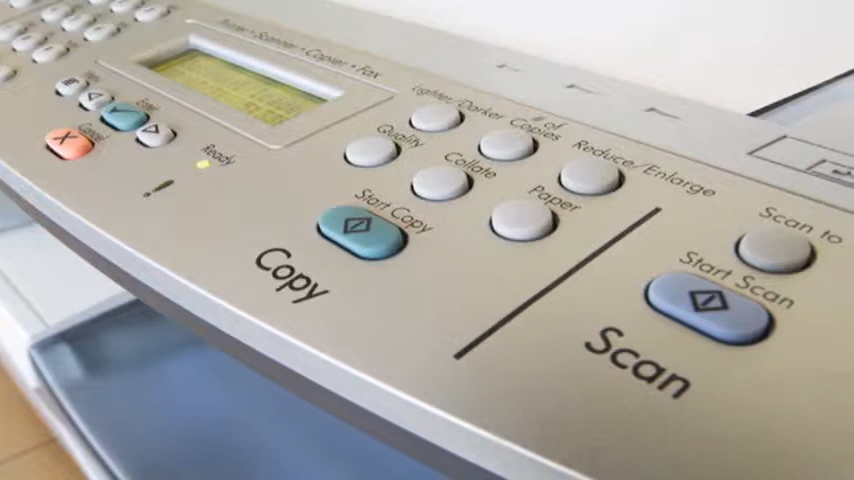 Printer • Scanner • Copier • Fax
Lighter/Darker
# of
Copies
Quality
Collate
Reduce/Enlarge
Paper
Enter
Cancel
Ready
!
Start Copy
Copy
Scan to
Start Scan
Scan